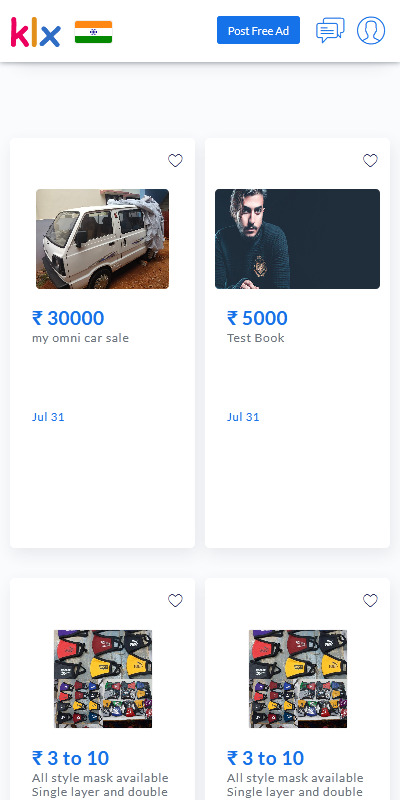 klx
Post Free Ad
₹ 30000
my omni car sale
Jul 31
₹ 5000
Test Book
Jul 31
₹ 3 to 10
All style mask available
Single layer and double
₹ 3 to 10
All style mask available
Single layer and double